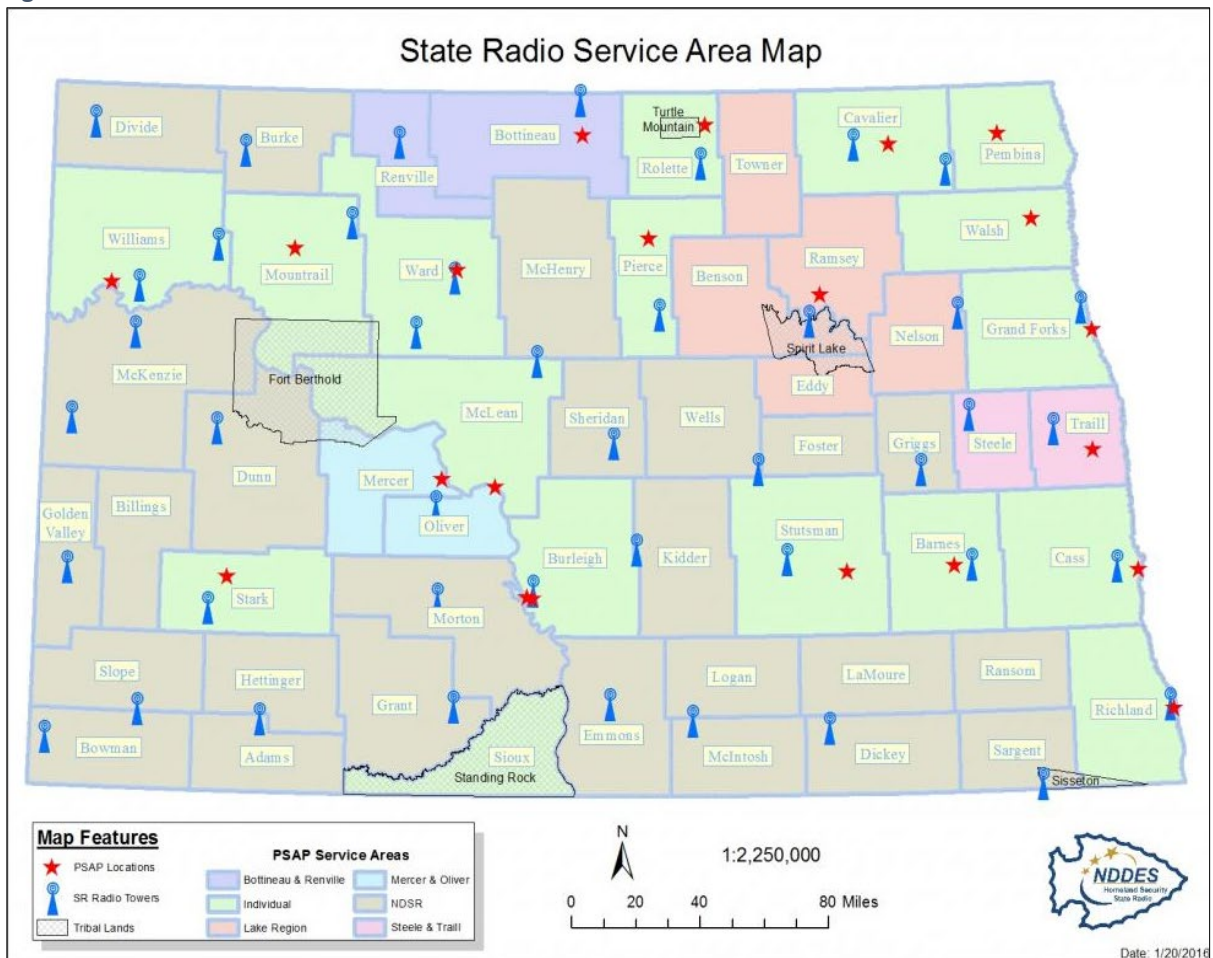 State Radio Service Area Map
Divide
Burke
Renville
Bottineau
Turtle
Mountain
Rolette
Towner
Cavalier
Pembina
Williams
Mountrail
Ward
McHenry
Pierce
Benson
Ramsey
Walsh
Nelson
Grand Forks
Spirit Lake
McKenzie
Fort Berthold
McLean
Sheridan
Wells
Eddy
Foster
Griggs
Steele
Traill
Dunn
Mercer
Oliver
Golden
Valley
Billings
Stark
Burleigh
Kidder
Stutsman
Barnes
Cass
Morton
Slope
Hettinger
Grant
Logan
LaMoure
Ransom
Richland
Bowman
Adams
Sioux
Standing Rock
Emmons
McIntosh
Dickey
Sargent
Sisseton
Map Features
PSAP Locations
SR Radio Towers
Tribal Lands
PSAP Service Areas
Bottineau & Renville
Individual
Lake Region
Mercer & Oliver
NDSR
Steele & Traill
N
1:2,250,000
0 20 40 80 Miles
NDDES
Homeland Security
State Radio
Date: 1/20/2016